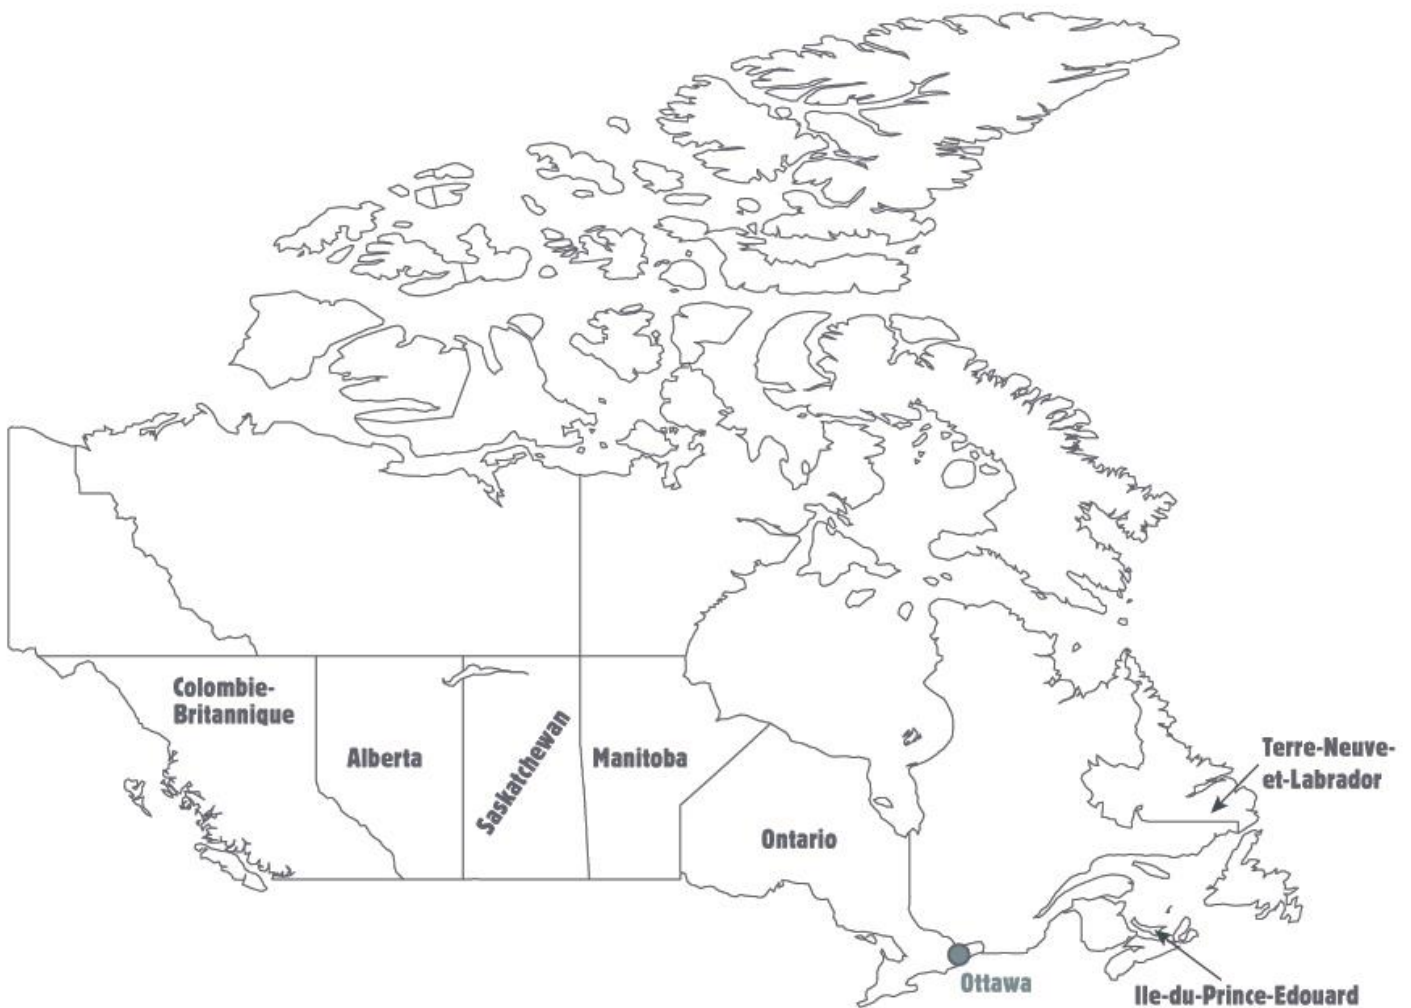 Colombie-
Britannique
Alberta
Saskatchewan
Manitoba
Ontario
Terre-Neuve-
et-Labrador
Ottawa
Ile-du-Prince-Edouard